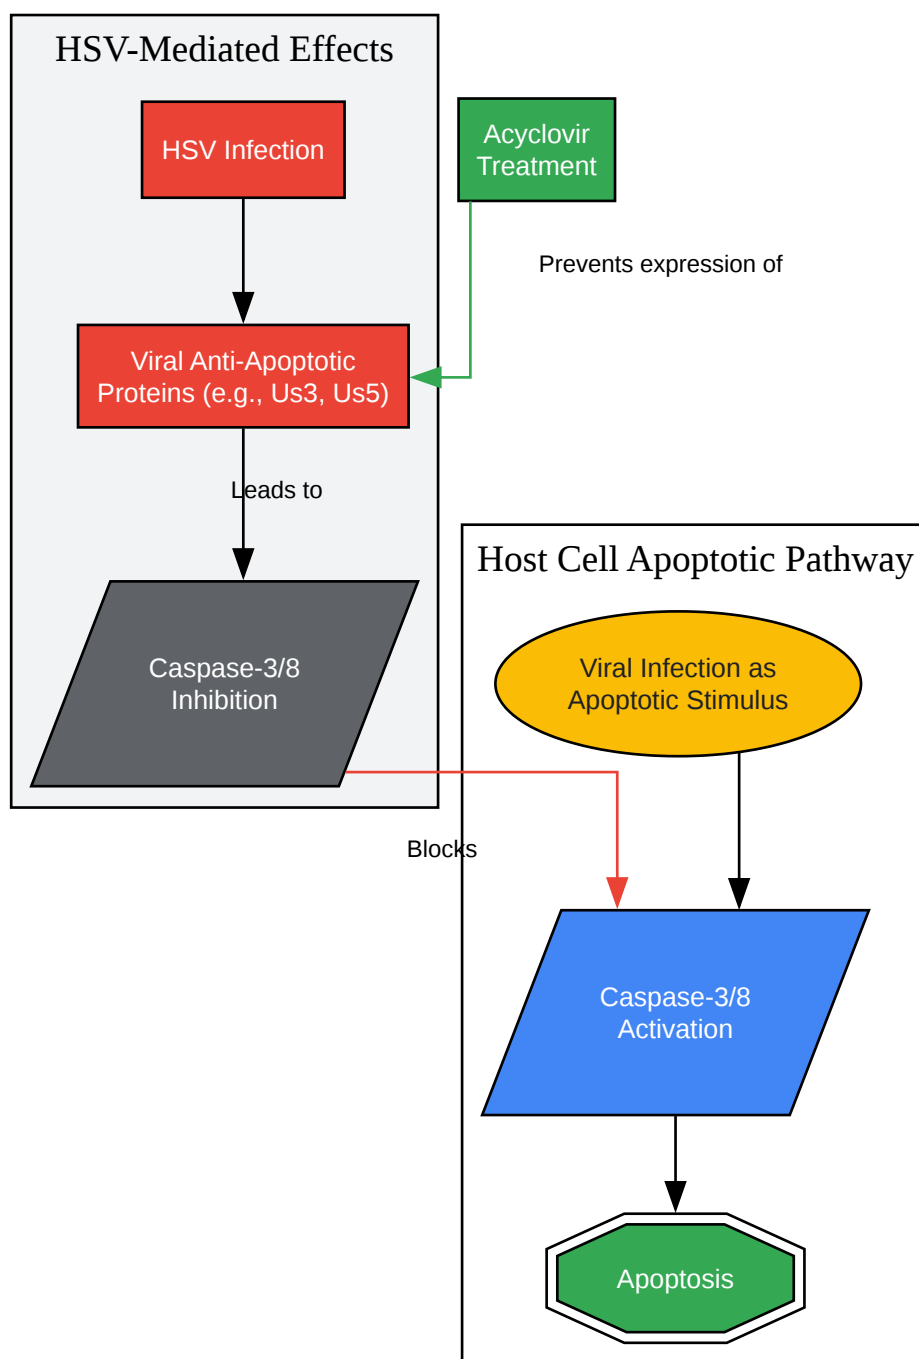 HSV-Mediated Effects
HSV Infection
Acyclovir
Treatment
Prevents expression of
Viral Anti-Apoptotic
Proteins (e.g., Us3, Us5)
Leads to
Caspase-3/8
Inhibition
Host Cell Apoptotic Pathway
Viral Infection as
Apoptotic Stimulus
Blocks
Caspase-3/8
Activation
Apoptosis